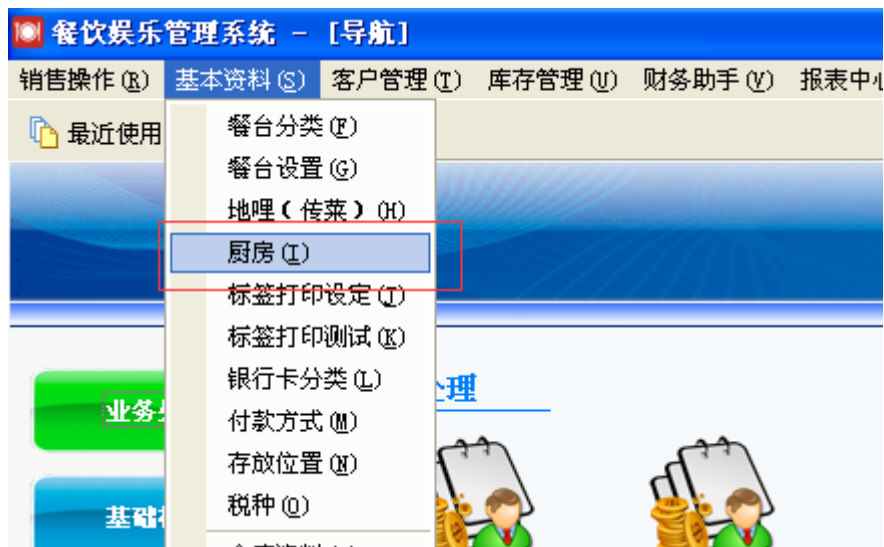 餐饮娱乐管理系统 - [导航]
销售操作(R) 基本资料(S) 客户管理(T) 库存管理(U) 财务助手(V) 报表中
最近使用
餐台分类(F)
餐台设置(G)
地哩(传菜)(H)
厨房(I)
标签打印设定(J)
标签打印测试(K)
银行卡分类(L)
理
业务
付款方式(M)
存放位置(N)
税种(O)
基础